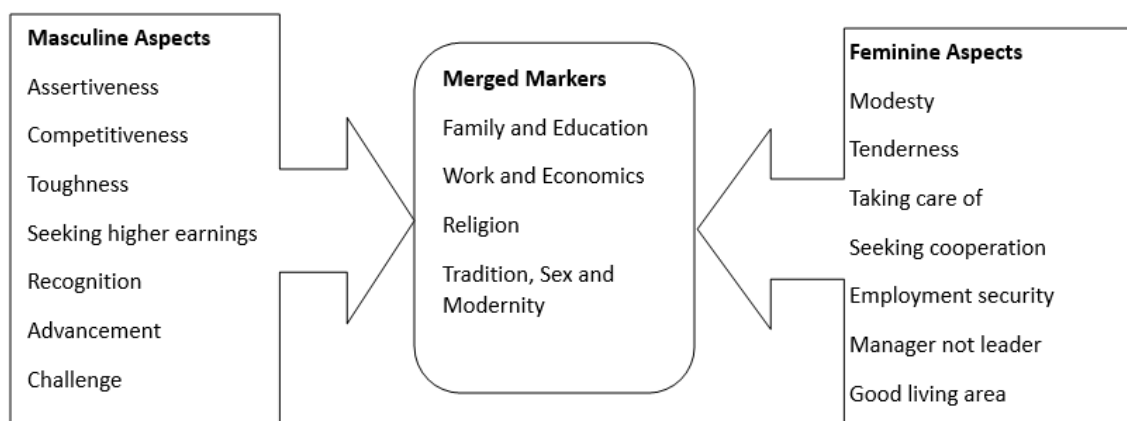 Masculine Aspects
Assertiveness
Competitiveness
Toughness
Seeking higher earnings
Recognition
Advancement
Challenge
Merged Markers
Family and Education
Work and Economics
Religion
Tradition, Sex and
Modernity
Feminine Aspects
Modesty
Tenderness
Taking care of
Seeking cooperation
Employment security
Manager not leader
Good living area